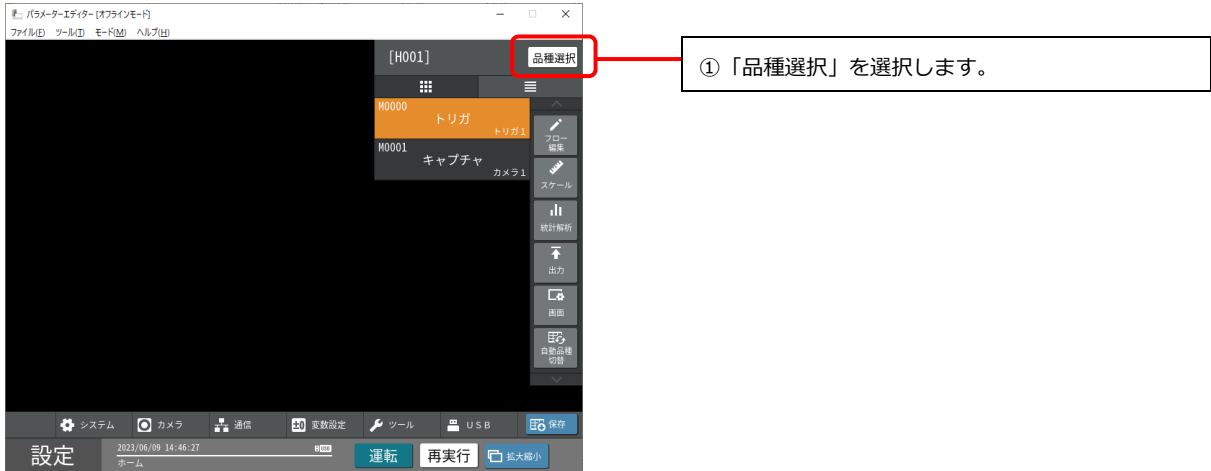 パラメーターエディター [オフラインモード]
ファイル(F) ツール(T) モード(M) ヘルプ(H)
[H001]
品種選択
①「品種選択」を選択します。
M0000
トリガ
トリガ1
M0001
キャプチャ
カメラ1
フロー
編集
スケール
統計解析
出力
画面
自動品種
切替
システム
カメラ
通信
±0 変数設定
ツール
USB
保存
設定
2023/06/09 14:46:27
ホーム
運転
再実行
拡大縮小